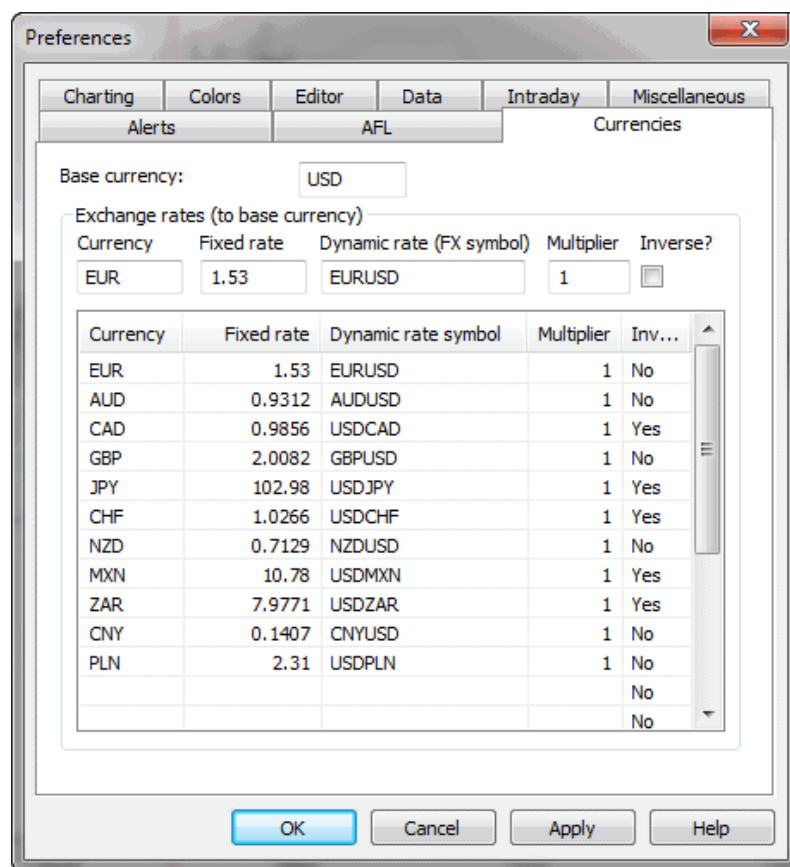 Preferences
Charting Colors Editor Data Intraday Miscellaneous
Alerts AFL Currencies
Base currency: USD
Exchange rates (to base currency)
Currency Fixed rate Dynamic rate (FX symbol) Multiplier Inverse?
EUR 1.53 EURUSD 1
Currency Fixed rate Dynamic rate symbol Multiplier Inv...
EUR 1.53 EURUSD 1 No
AUD 0.9312 AUDUSD 1 No
CAD 0.9856 USDCAD 1 Yes
GBP 2.0082 GBPUSD 1 No
JPY 102.98 USDJPY 1 Yes
CHF 1.0266 USDCHF 1 Yes
NZD 0.7129 NZDUSD 1 No
MXN 10.78 USDMXN 1 Yes
ZAR 7.9771 USDZAR 1 Yes
CNY 0.1407 CNYUSD 1 No
PLN 2.31 USDPLN 1 No
No
No
OK Cancel Apply Help